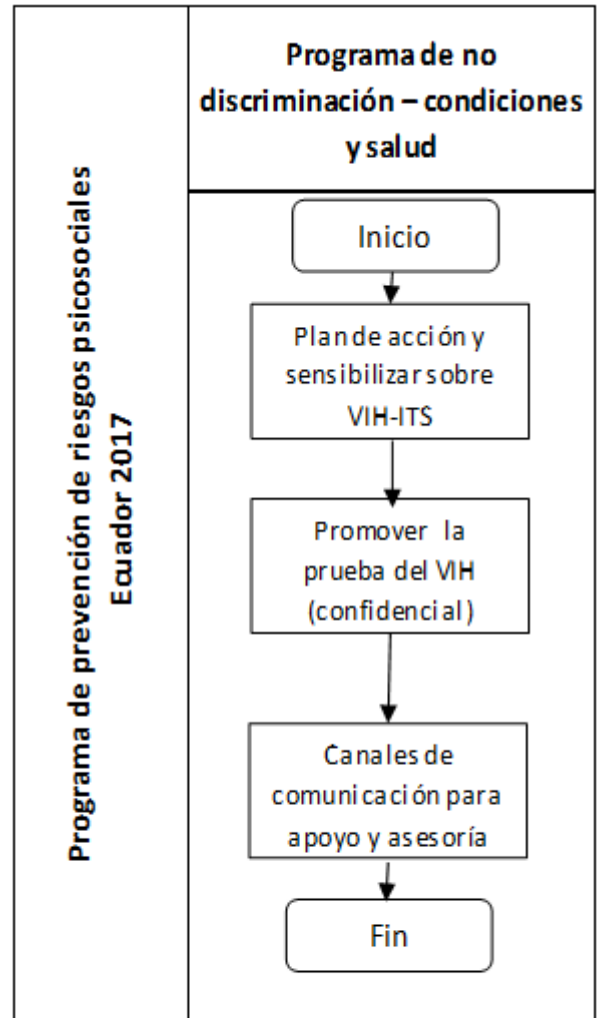 Programa de prevención de riesgos psicosociales
Ecuador 2017
Programa de no
discriminación – condiciones
y salud
Inicio
Plan de acción y
sensibilizar sobre
VIH-ITS
Promover la
prueba del VIH
(confidencial)
Canales de
comunicación para
apoyo y asesoría
Fin